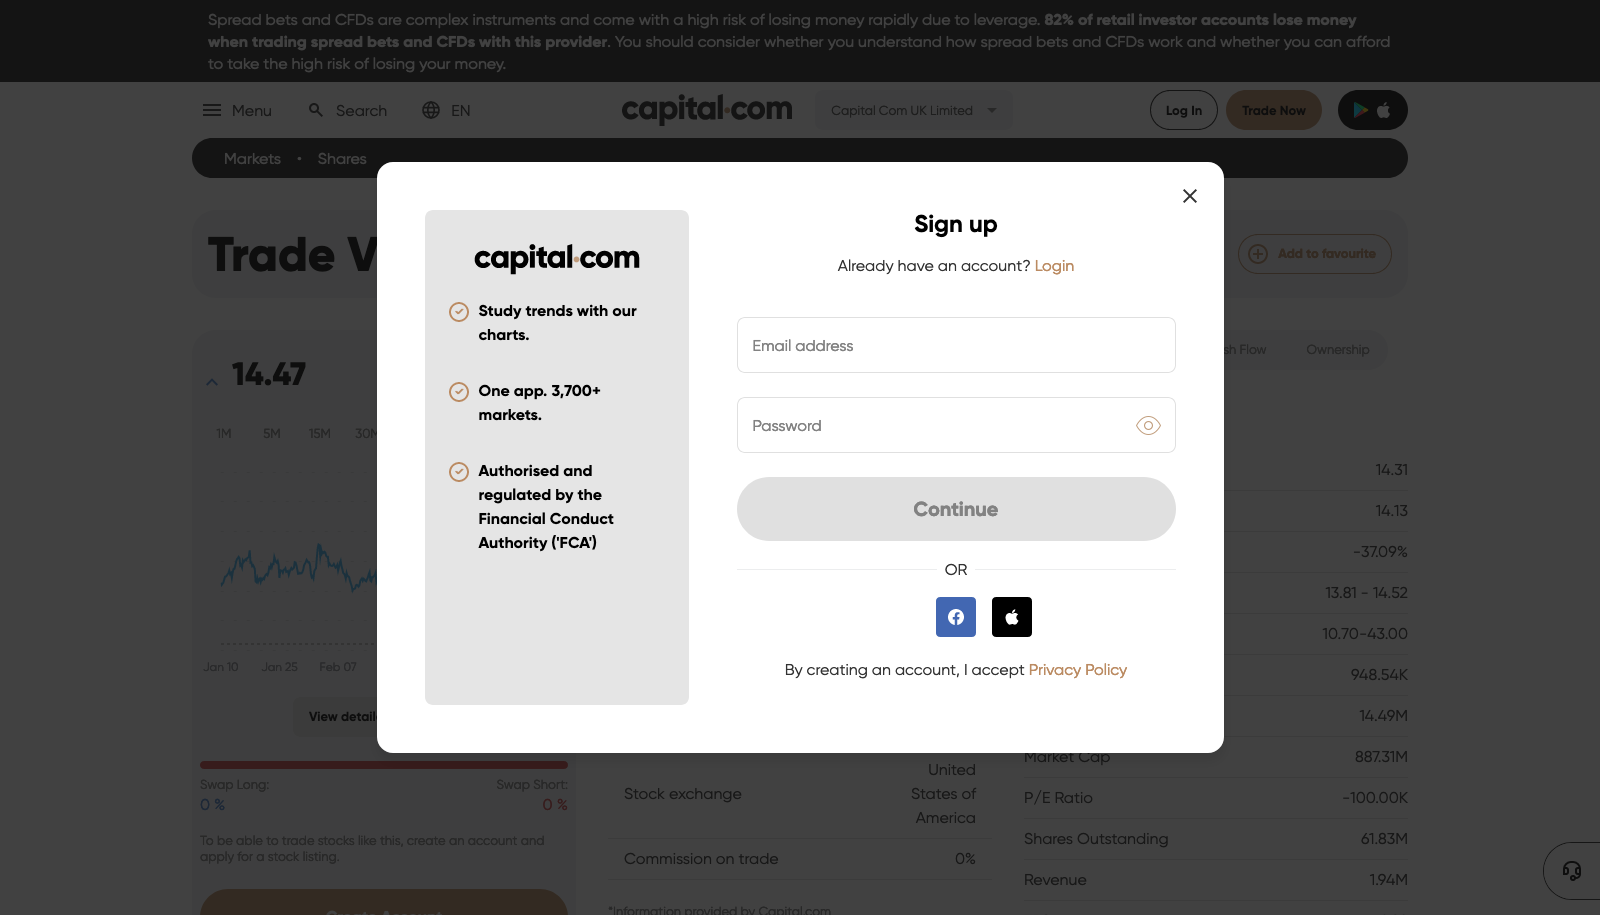 Spread bets and CFDs are complex instruments and come with a high risk of losing money rapidly due to leverage. 82% of retail investor accounts lose money
when trading spread bets and CFDs with this provider. You should consider whether you understand how spread bets and CFDs work and whether you can afford
to take the high risk of losing your money.
Menu
Search
EN
capital.com
Capital Com UK Limited
Log In
Trade Now
Markets • Shares
Trade
Add to favourite
14.47
1M 5M 15M
Jan 10 Jan 25 Feb 07
View
Swap Long: Swap Short:
0 % 0 %
To be able to trade stocks like this, create an account and
apply for a stock listing.
capital.com
Study trends with our
charts.
One app. 3,700+
markets.
Authorised and
regulated by the
Financial Conduct
Authority ('FCA')
Sign up
Already have an account? Login
Email address
Password
Continue
OR
By creating an account, I accept Privacy Policy
Flow Ownership
Stock exchange
United
States of
America
Commission on trade 0%
*Information provided by Capital.com
14.31
14.13
-37.09%
13.81 - 14.52
10.70-43.00
948.54K
14.49M
Market Cap 887.31M
P/E Ratio -100.00K
Shares Outstanding 61.83M
Revenue 1.94M